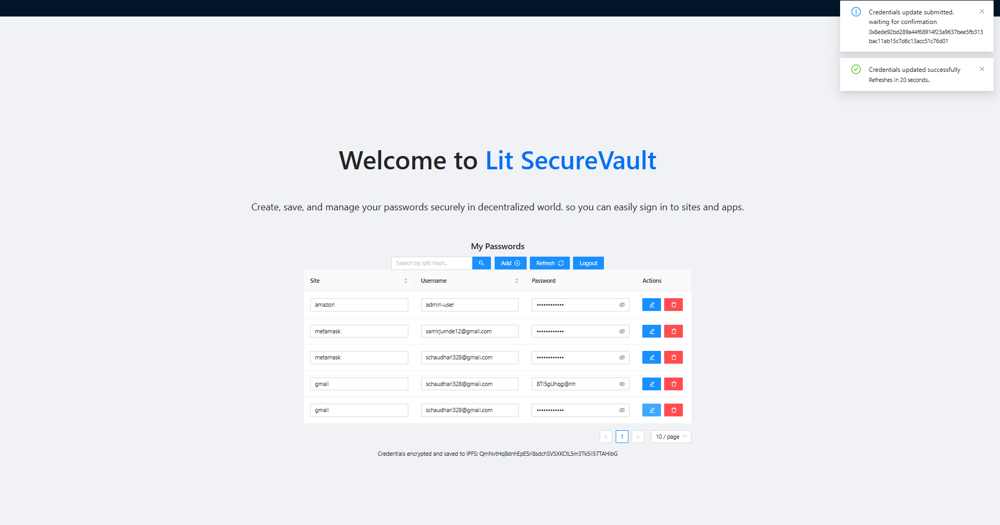 Credentials update submitted.
waiting for confirmation
0x8ede92bd289a44f68914f23a9637bee5fb313
bac11ab15c7d6c13acc51c76d01
Credentials updated successfully
Refreshes in 20 seconds..
Welcome to Lit SecureVault
Create, save, and manage your passwords securely in decentralized world. so you can easily sign in to sites and apps.
My Passwords
Search by Ipfs Hash.. Add Refresh Logout
Site Username Password Actions
amazon admin-user ••••••••••••
metamask samirjumde12@gmail.com ••••••••••••
metamask schaudhari328@gmail.com ••••••••••••
gmail schaudhari328@gmail.com 8TI5gUhqg@nh
gmail schaudhari328@gmail.com ••••••••••••
< 1 > 10 / page
Credentials encrypted and saved to IPFS: QmNvtHq8dnhEpESri8sdchSVSXKCtL5m3Tk5ii57TAHibG